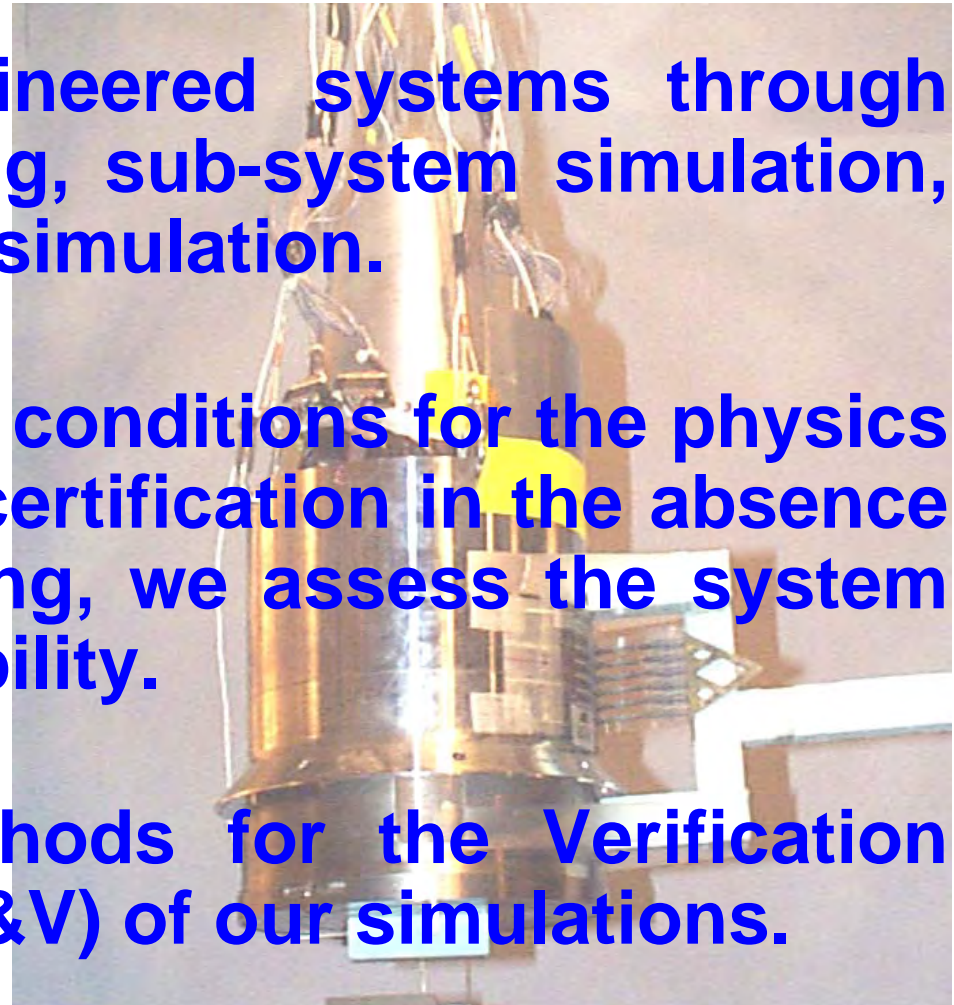 ineered systems through
g, sub-system simulation,
simulation.
conditions for the physics
certification in the absence
ng, we assess the system
bility.
hods for the Verification
&V) of our simulations.